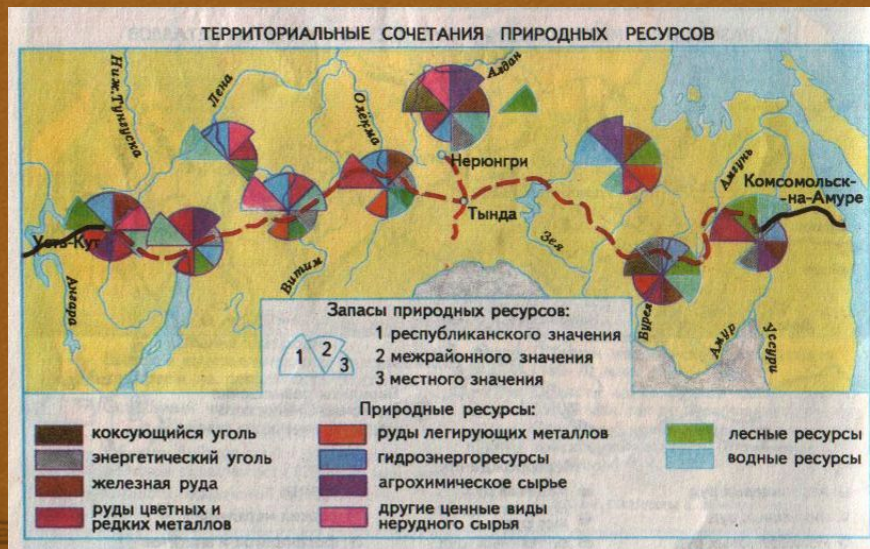 ТЕРРИТОРИАЛЬНЫЕ СОЧЕТАНИЯ ПРИРОДНЫХ РЕСУРСОВ
Ниж. Тунгуска
Лена
Олёкма
Алдан
Нерюнгри
Тында
Амгунь
Комсомольск-
-на-Амуре
Усть-Кут
Ангара
Витим
Зея
Бурея
Амур
Уссури
Запасы природных ресурсов:
1 республиканского значения
2 межрайонного значения
3 местного значения
1 2 3
Природные ресурсы:
коксующийся уголь
энергетический уголь
железная руда
руды цветных и
редких металлов
руды легирующих металлов
гидроэнергоресурсы
агрохимическое сырье
другие ценные виды
нерудного сырья
лесные ресурсы
водные ресурсы